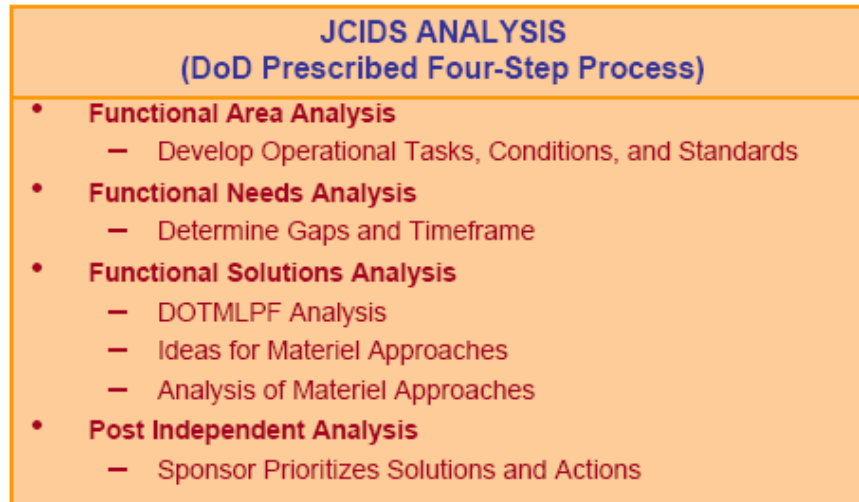 JCIDS ANALYSIS
(DoD Prescribed Four-Step Process)
• Functional Area Analysis
– Develop Operational Tasks, Conditions, and Standards
• Functional Needs Analysis
– Determine Gaps and Timeframe
• Functional Solutions Analysis
– DOTMLPF Analysis
– Ideas for Materiel Approaches
– Analysis of Materiel Approaches
• Post Independent Analysis
– Sponsor Prioritizes Solutions and Actions